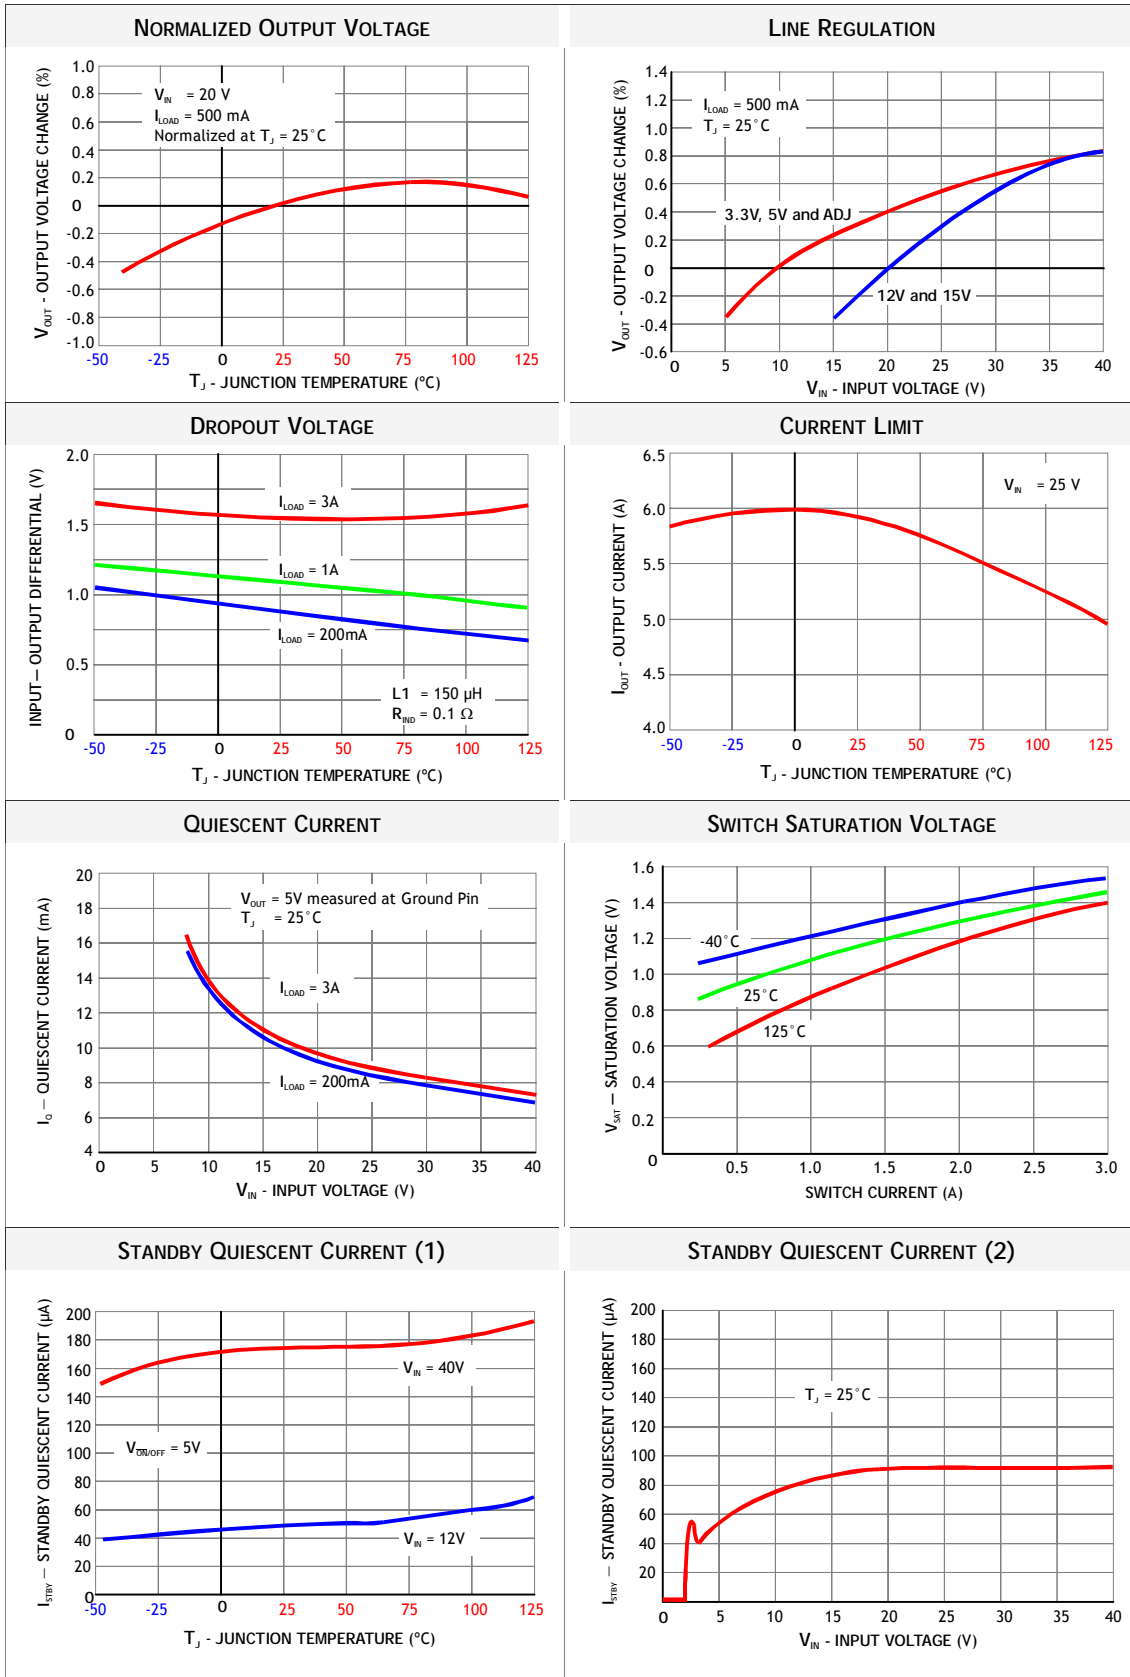 NORMALIZED OUTPUT VOLTAGE
VOUT - OUTPUT VOLTAGE CHANGE (%)
1.0
0.8
0.6
0.4
0.2
0
-0.2
-0.4
-0.6
-0.8
-1.0
VIN = 20 V
ILOAD = 500 mA
Normalized at TJ = 25°C
-50 -25 0 25 50 75 100 125
TJ - JUNCTION TEMPERATURE (ºC)
LINE REGULATION
VOUT - OUTPUT VOLTAGE CHANGE (%)
1.4
1.2
1.0
0.8
0.6
0.4
0.2
0
-0.2
-0.4
-0.6
ILOAD = 500 mA
TJ = 25°C
3.3V, 5V and ADJ
12V and 15V
0 5 10 15 20 25 30 35 40
VIN - INPUT VOLTAGE (V)
DROPOUT VOLTAGE
INPUT— OUTPUT DIFFERENTIAL (V)
2.0
1.5
1.0
0.5
0
ILOAD = 3A
ILOAD = 1A
ILOAD = 200mA
L1 = 150 µH
RIND = 0.1 Ω
-50 -25 0 25 50 75 100 125
TJ - JUNCTION TEMPERATURE (ºC)
CURRENT LIMIT
IOUT - OUTPUT CURRENT (A)
6.5
6.0
5.5
5.0
4.5
4.0
VIN = 25 V
-50 -25 0 25 50 75 100 125
TJ - JUNCTION TEMPERATURE (ºC)
QUIESCENT CURRENT
IQ — QUIESCENT CURRENT (mA)
20
18
16
14
12
10
8
6
4
VOUT = 5V measured at Ground Pin
TJ = 25°C
ILOAD = 3A
ILOAD = 200mA
0 5 10 15 20 25 30 35 40
VIN - INPUT VOLTAGE (V)
SWITCH SATURATION VOLTAGE
VSAT — SATURATION VOLTAGE (V)
1.6
1.4
1.2
1.0
0.8
0.6
0.4
0.2
0
-40°C
25°C
125°C
0.5 1.0 1.5 2.0 2.5 3.0
SWITCH CURRENT (A)
STANDBY QUIESCENT CURRENT (1)
ISTBY — STANDBY QUIESCENT CURRENT (µA)
200
180
160
140
120
100
80
60
40
20
0
VIN = 40V
VON/OFF = 5V
VIN = 12V
-50 -25 0 25 50 75 100 125
TJ - JUNCTION TEMPERATURE (ºC)
STANDBY QUIESCENT CURRENT (2)
ISTBY — STANDBY QUIESCENT CURRENT (µA)
200
180
160
140
120
100
80
60
40
20
TJ = 25°C
0 5 10 15 20 25 30 35 40
VIN - INPUT VOLTAGE (V)